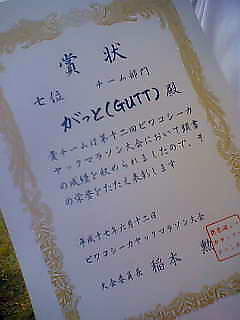 賞状
チーム部門
七位
がっと(GUTT)殿
貴チームは第十二回ビワコシーカ
ヤックマラソン大会において頭書
の成績を収められましたので、そ
の栄誉をたたえ表彰します
平成十七年六月十二日
ビワコシーカヤックマラソン大会
大会委員長 稲本 勲